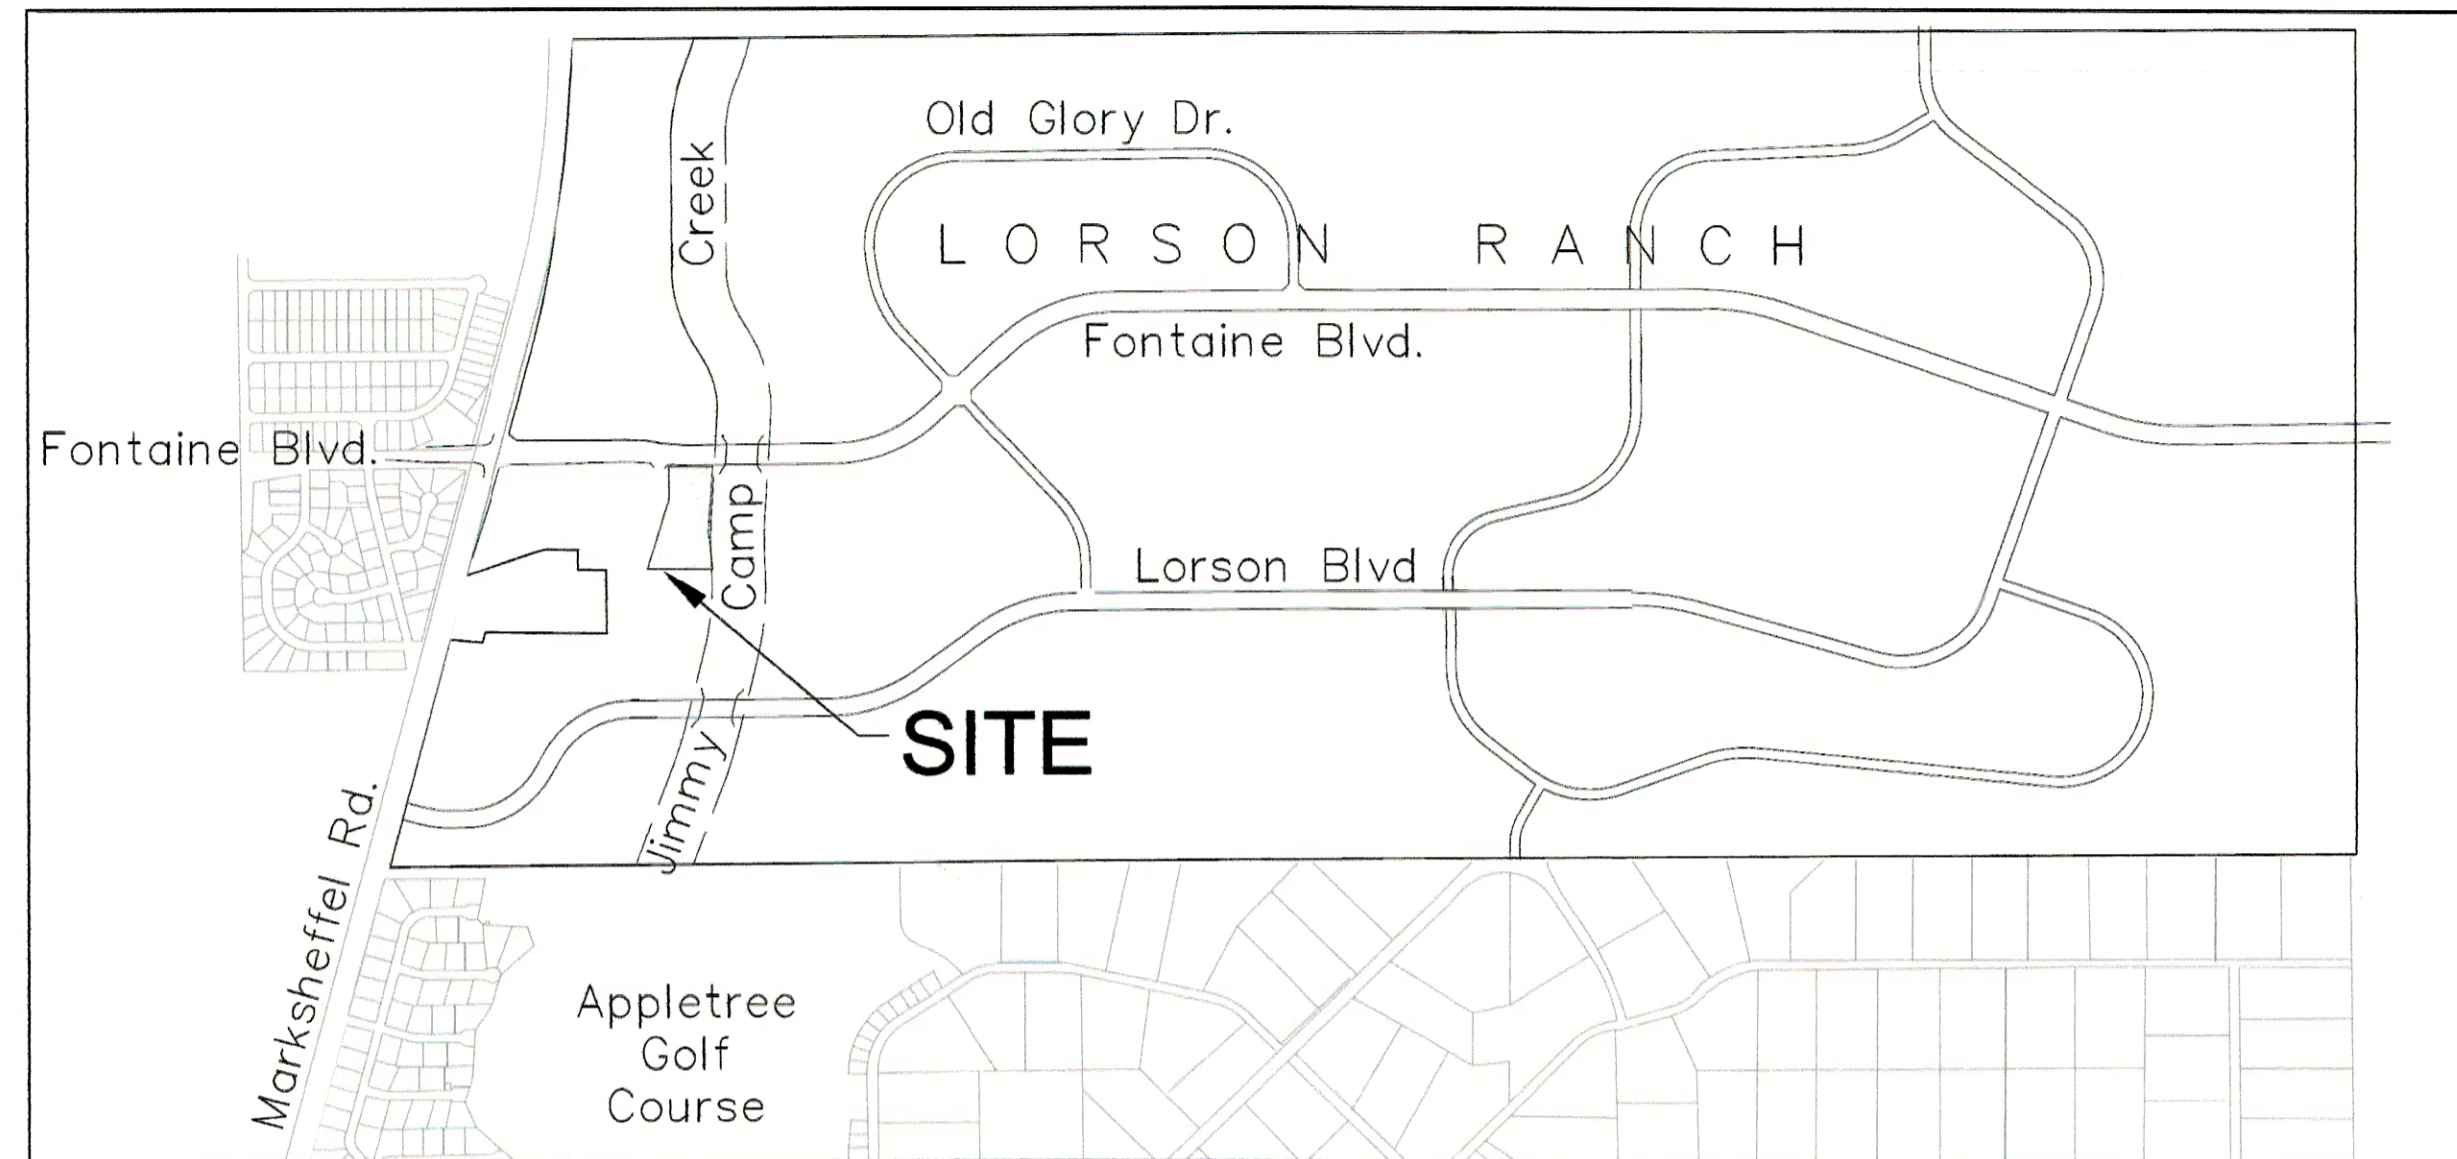 Old Glory Dr.
Creek
LORSON RANCH
Fontaine Blvd.
Fontaine Blvd.
Camp
Lorson Blvd
SITE
Jimmy
Marksheffel Rd.
Appletree
Golf
Course